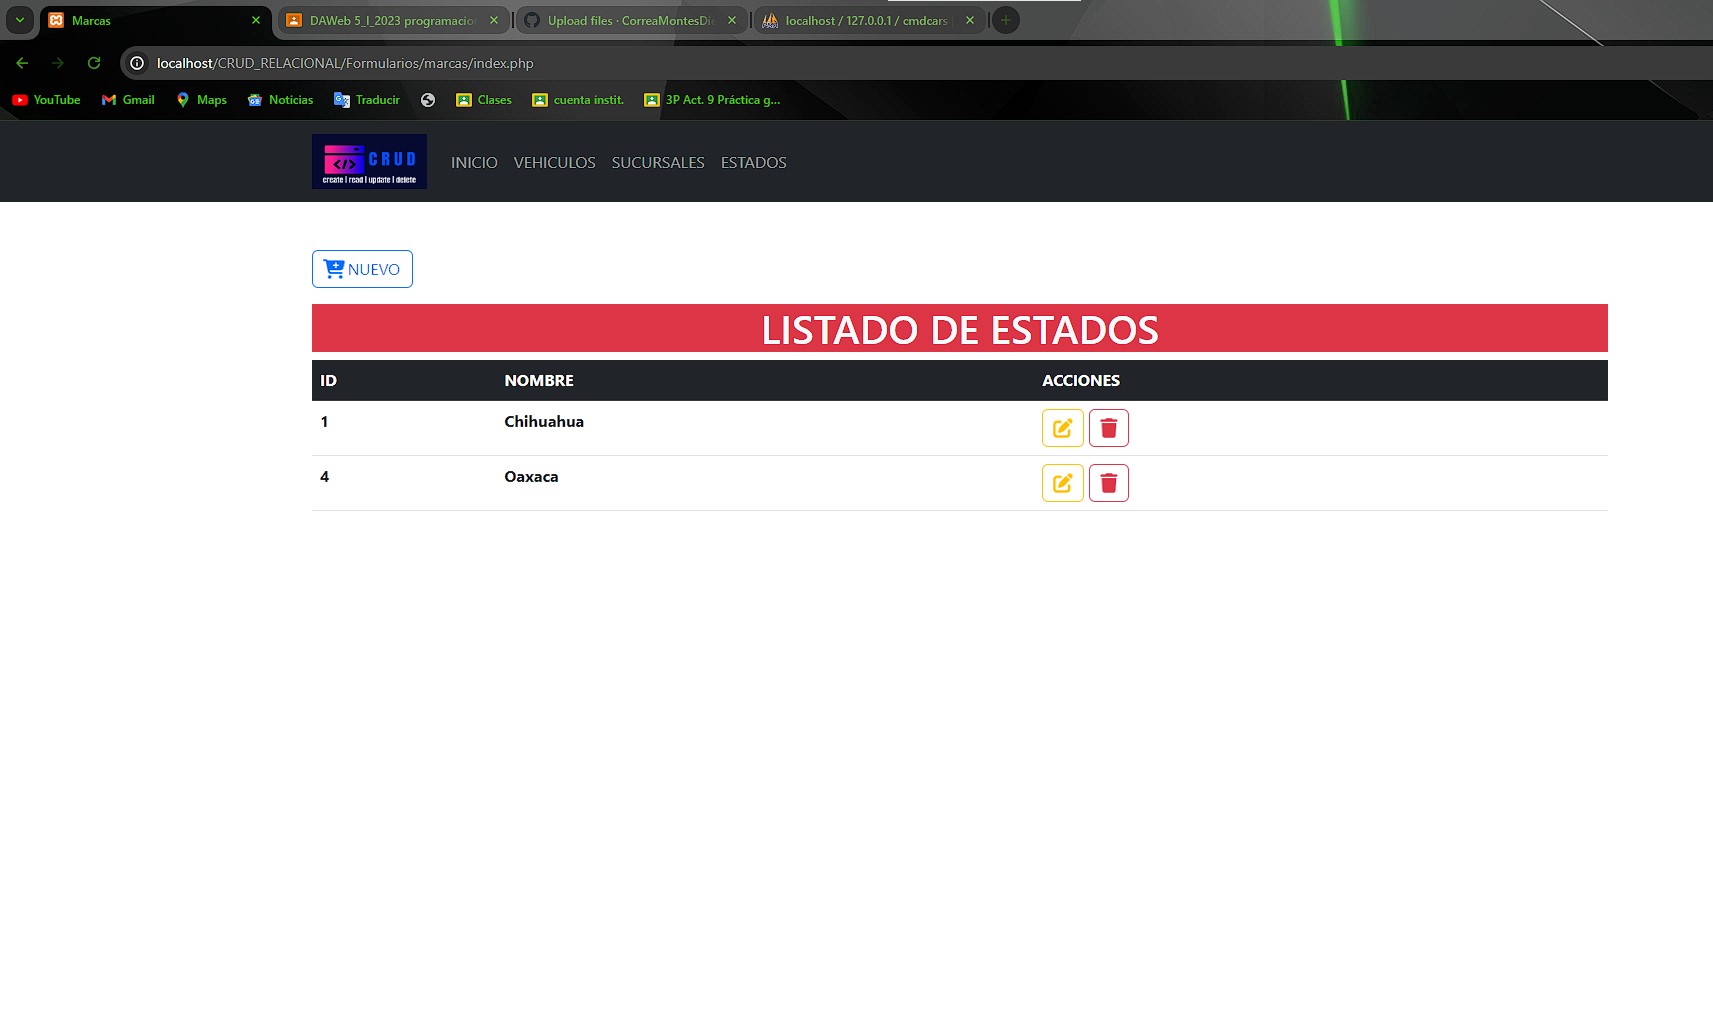 Marcas
DAWeb 5_I_2023 programacio
Upload files · CorreaMontesDie
localhost / 127.0.0.1 / cmdcars
localhost/CRUD_RELACIONAL/Formularios/marcas/index.php
YouTube Gmail Maps Noticias Traducir Clases cuenta instit. 3P Act. 9 Práctica g...
</> CRUD
create | read | update | delete
INICIO VEHICULOS SUCURSALES ESTADOS
NUEVO
LISTADO DE ESTADOS
ID NOMBRE ACCIONES
1 Chihuahua
4 Oaxaca